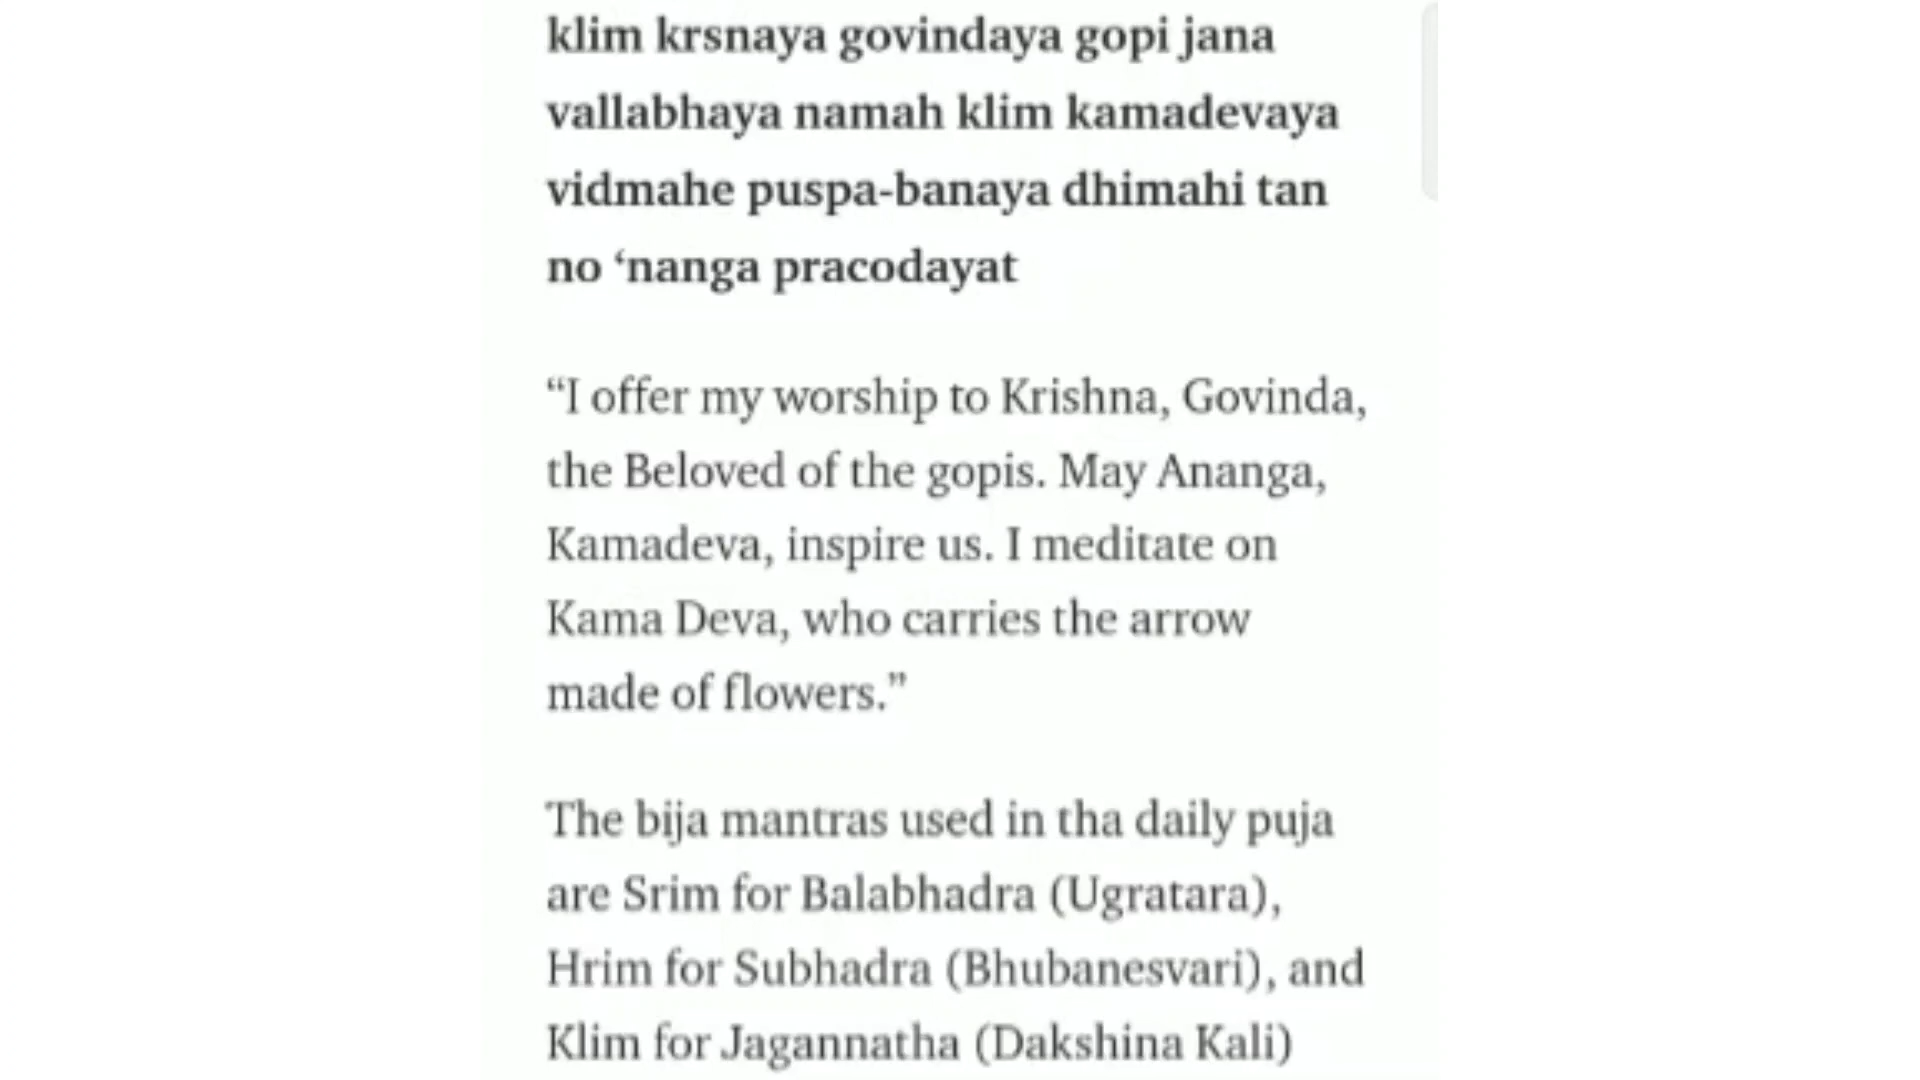 klim krsnaya govindaya gopi jana
vallabhaya namah klim kamadevaya
vidmahe puspa-banaya dhimahi tan
no ‘nanga pracodayat
“I offer my worship to Krishna, Govinda,
the Beloved of the gopis. May Ananga,
Kamadeva, inspire us. I meditate on
Kama Deva, who carries the arrow
made of flowers.”
The bija mantras used in tha daily puja
are Srim for Balabhadra (Ugratara),
Hrim for Subhadra (Bhubanesvari), and
Klim for Jagannatha (Dakshina Kali)